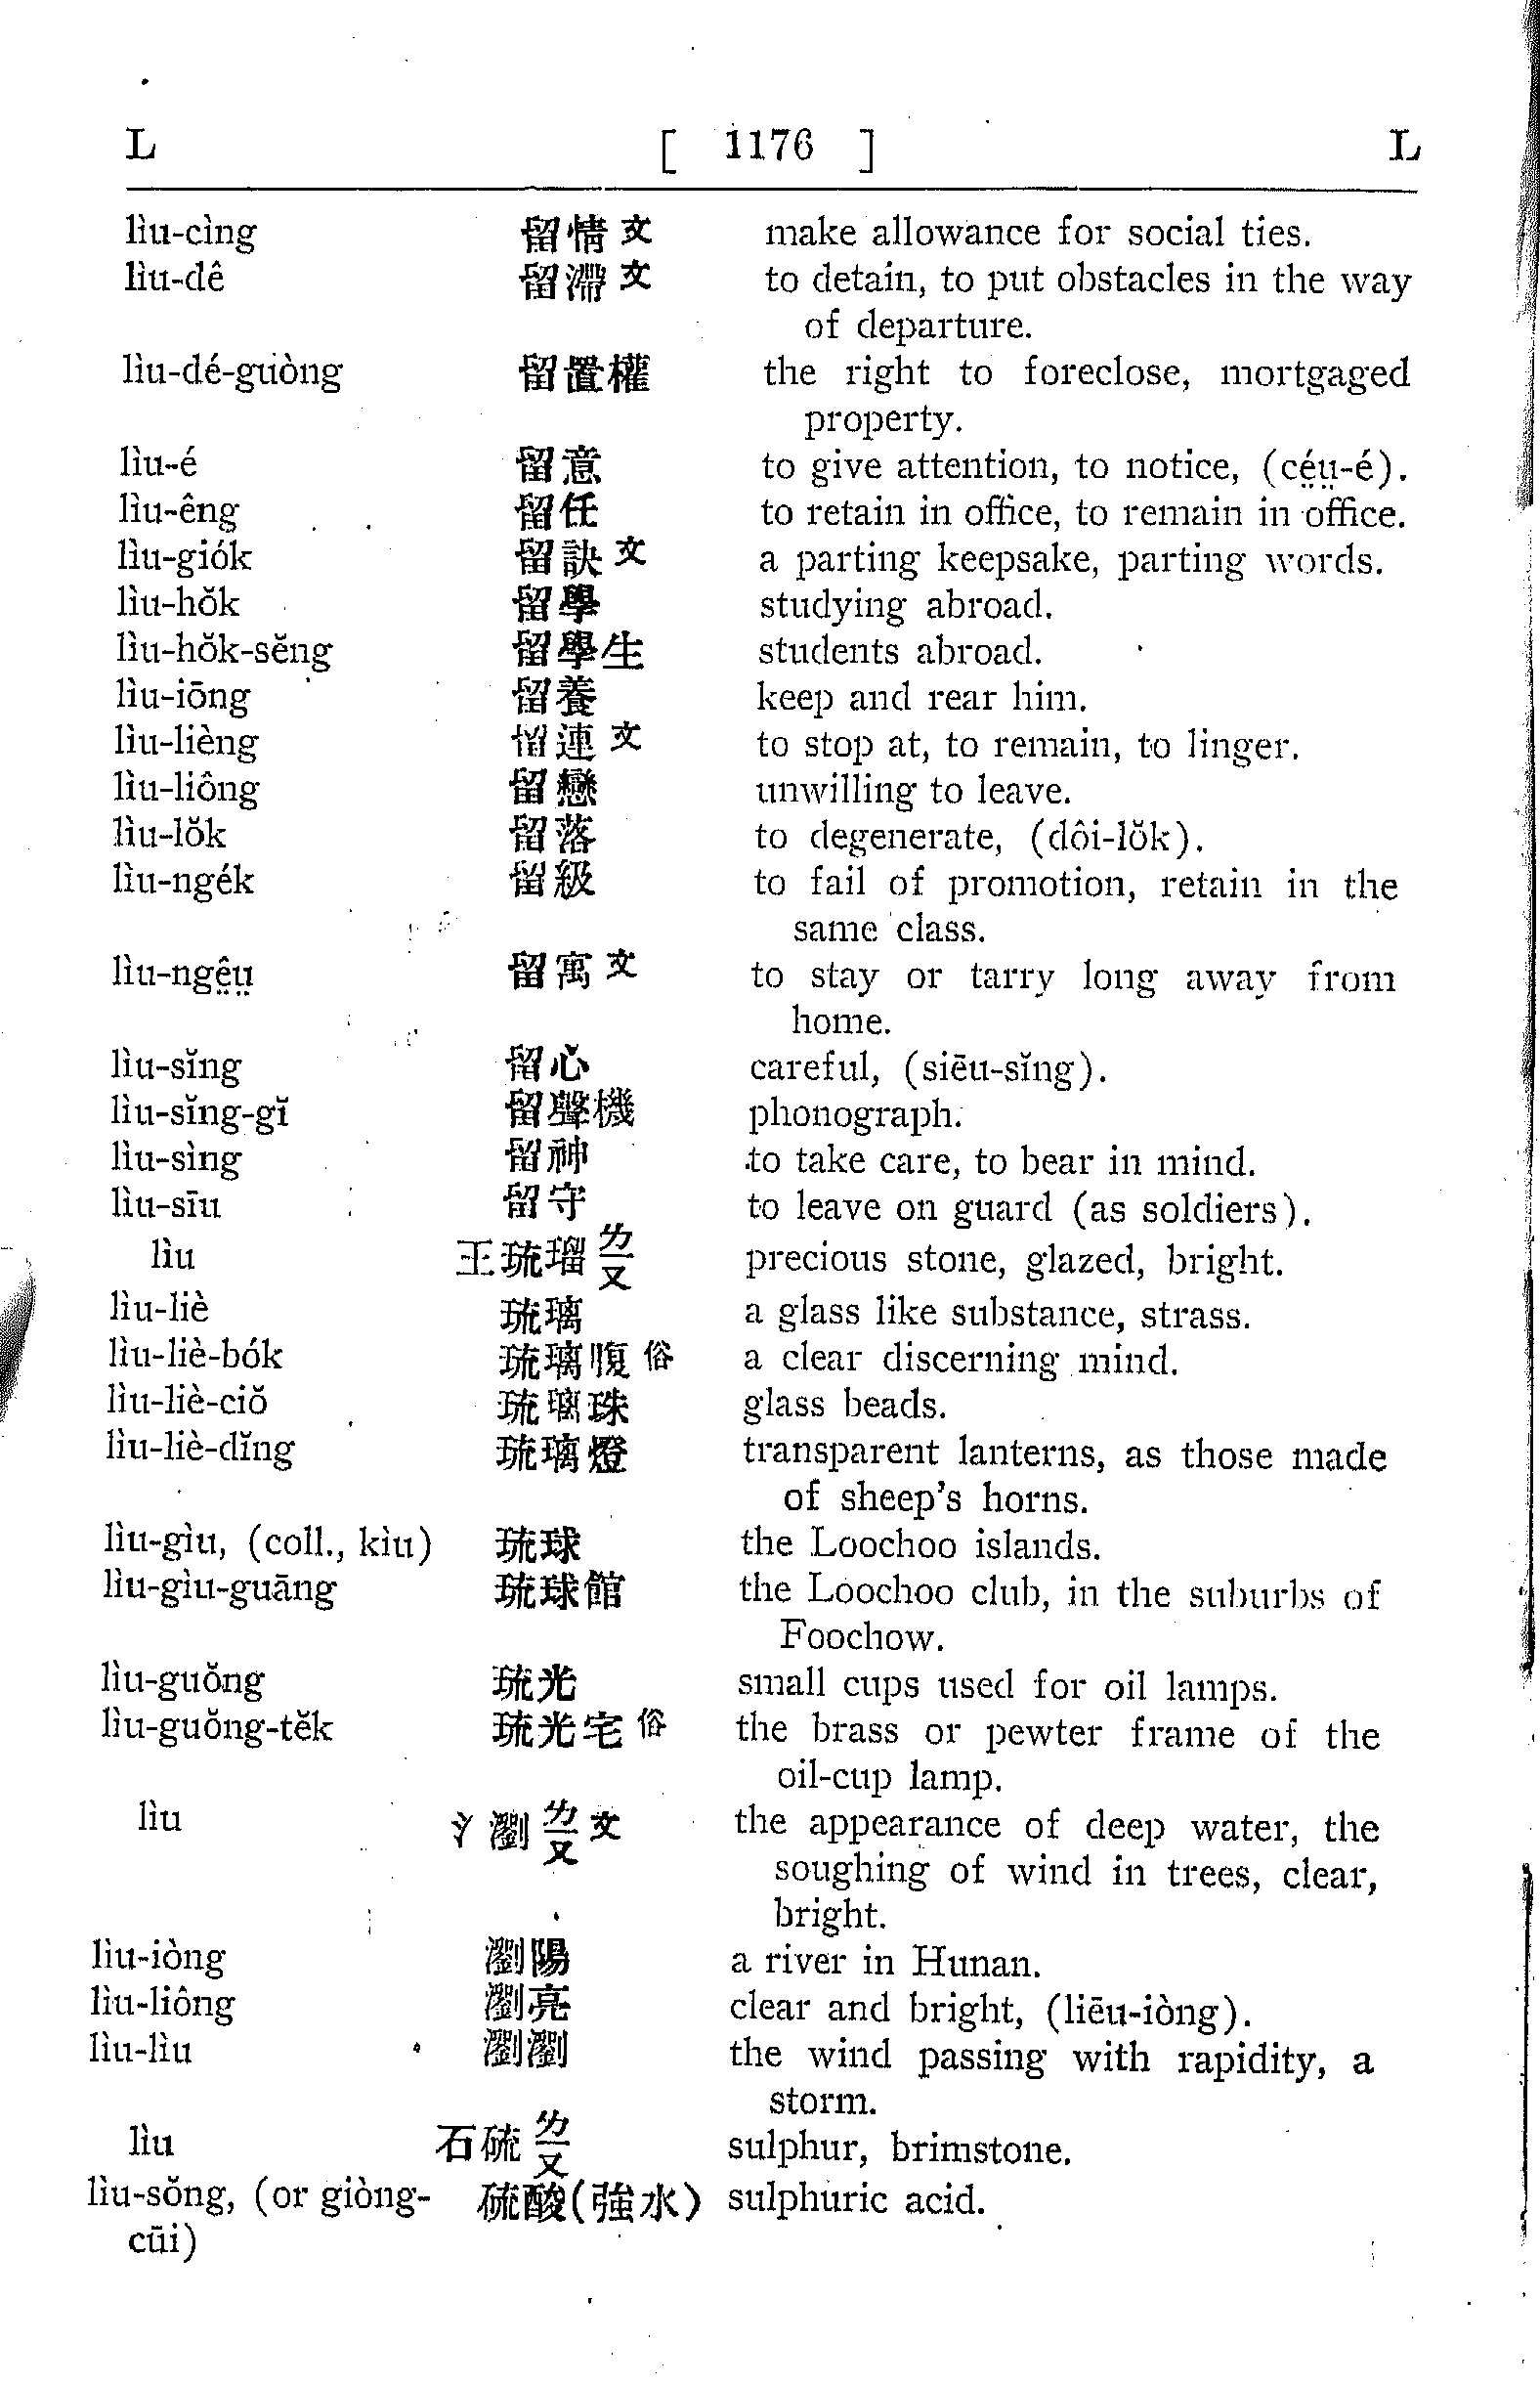 L [ 1176 ] L
lìu-cìng 留情文 make allowance for social ties.
lìu-dê 留滯文 to detain, to put obstacles in the way
of departure.
lìu-dé-guòng 留置權 the right to foreclose, mortgaged
property.
lìu-é 留意 to give attention, to notice, (cé̤ṳ-é).
lìu-êng 留任 to retain in office, to remain in office.
lìu-giók 留訣文 a parting keepsake, parting words.
lìu-hŏk 留學 studying abroad.
lìu-hŏk-sĕng 留學生 students abroad.
lìu-iōng 留養 keep and rear him.
lìu-lièng 留連文 to stop at, to remain, to linger.
lìu-liông 留戀 unwilling to leave.
lìu-lŏk 留落 to degenerate, (dôi-lŏk).
lìu-ngék 留級 to fail of promotion, retain in the
same class.
lìu-ngê̤ṳ 留寓文 to stay or tarry long away from
home.
lìu-sĭng 留心 careful, (siēu-sĭng).
lìu-sĭng-gĭ 留聲機 phonograph.
lìu-sìng 留神 to take care, to bear in mind.
lìu-sīu 留守 to leave on guard (as soldiers).
lìu 王琉瑠ㄌㄧㄡ precious stone, glazed, bright.
lìu-liè 琉璃 a glass like substance, strass.
lìu-liè-bók 琉璃腹俗 a clear discerning mind.
lìu-liè-ciŏ 琉璃珠 glass beads.
lìu-liè-dĭng 琉璃燈 transparent lanterns, as those made
of sheep's horns.
lìu-gìu, (coll., kìu) 琉球 the Loochoo islands.
lìu-gìu-guāng 琉球館 the Loochoo club, in the suburbs of
Foochow.
lìu-guŏng 琉光 small cups used for oil lamps.
lìu-guŏng-tĕk 琉光宅俗 the brass or pewter frame of the
oil-cup lamp.
lìu 氵瀏ㄌㄧㄡ文 the appearance of deep water, the
soughing of wind in trees, clear,
bright.
lìu-iòng 瀏陽 a river in Hunan.
lìu-liông 瀏亮 clear and bright, (liēu-iòng).
lìu-lìu 瀏瀏 the wind passing with rapidity, a
storm.
lìu 石硫ㄌㄧㄡ sulphur, brimstone.
lìu-sŏng, (or giòng- 硫酸(強水) sulphuric acid.
cūi)